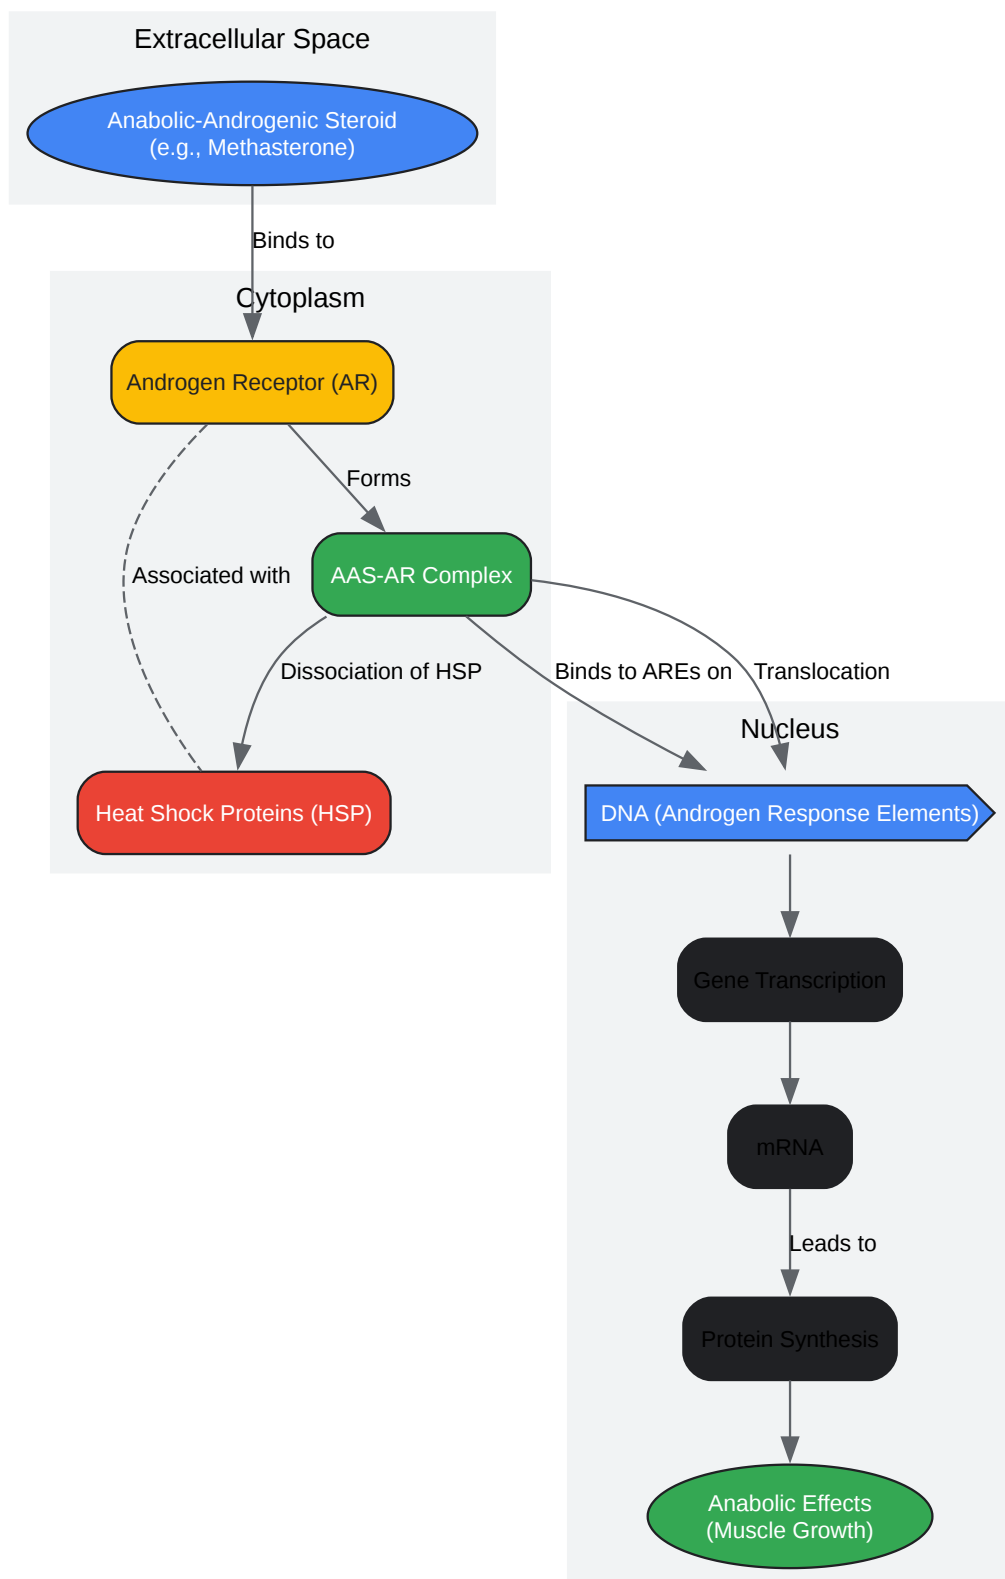 Extracellular Space
Anabolic-Androgenic Steroid
(e.g., Methasterone)
Binds to
Cytoplasm
Androgen Receptor (AR)
Forms
Associated with
AAS-AR Complex
Dissociation of HSP
Binds to AREs on
Translocation
Nucleus
Heat Shock Proteins (HSP)
DNA (Androgen Response Elements)
Gene Transcription
mRNA
Leads to
Protein Synthesis
Anabolic Effects
(Muscle Growth)